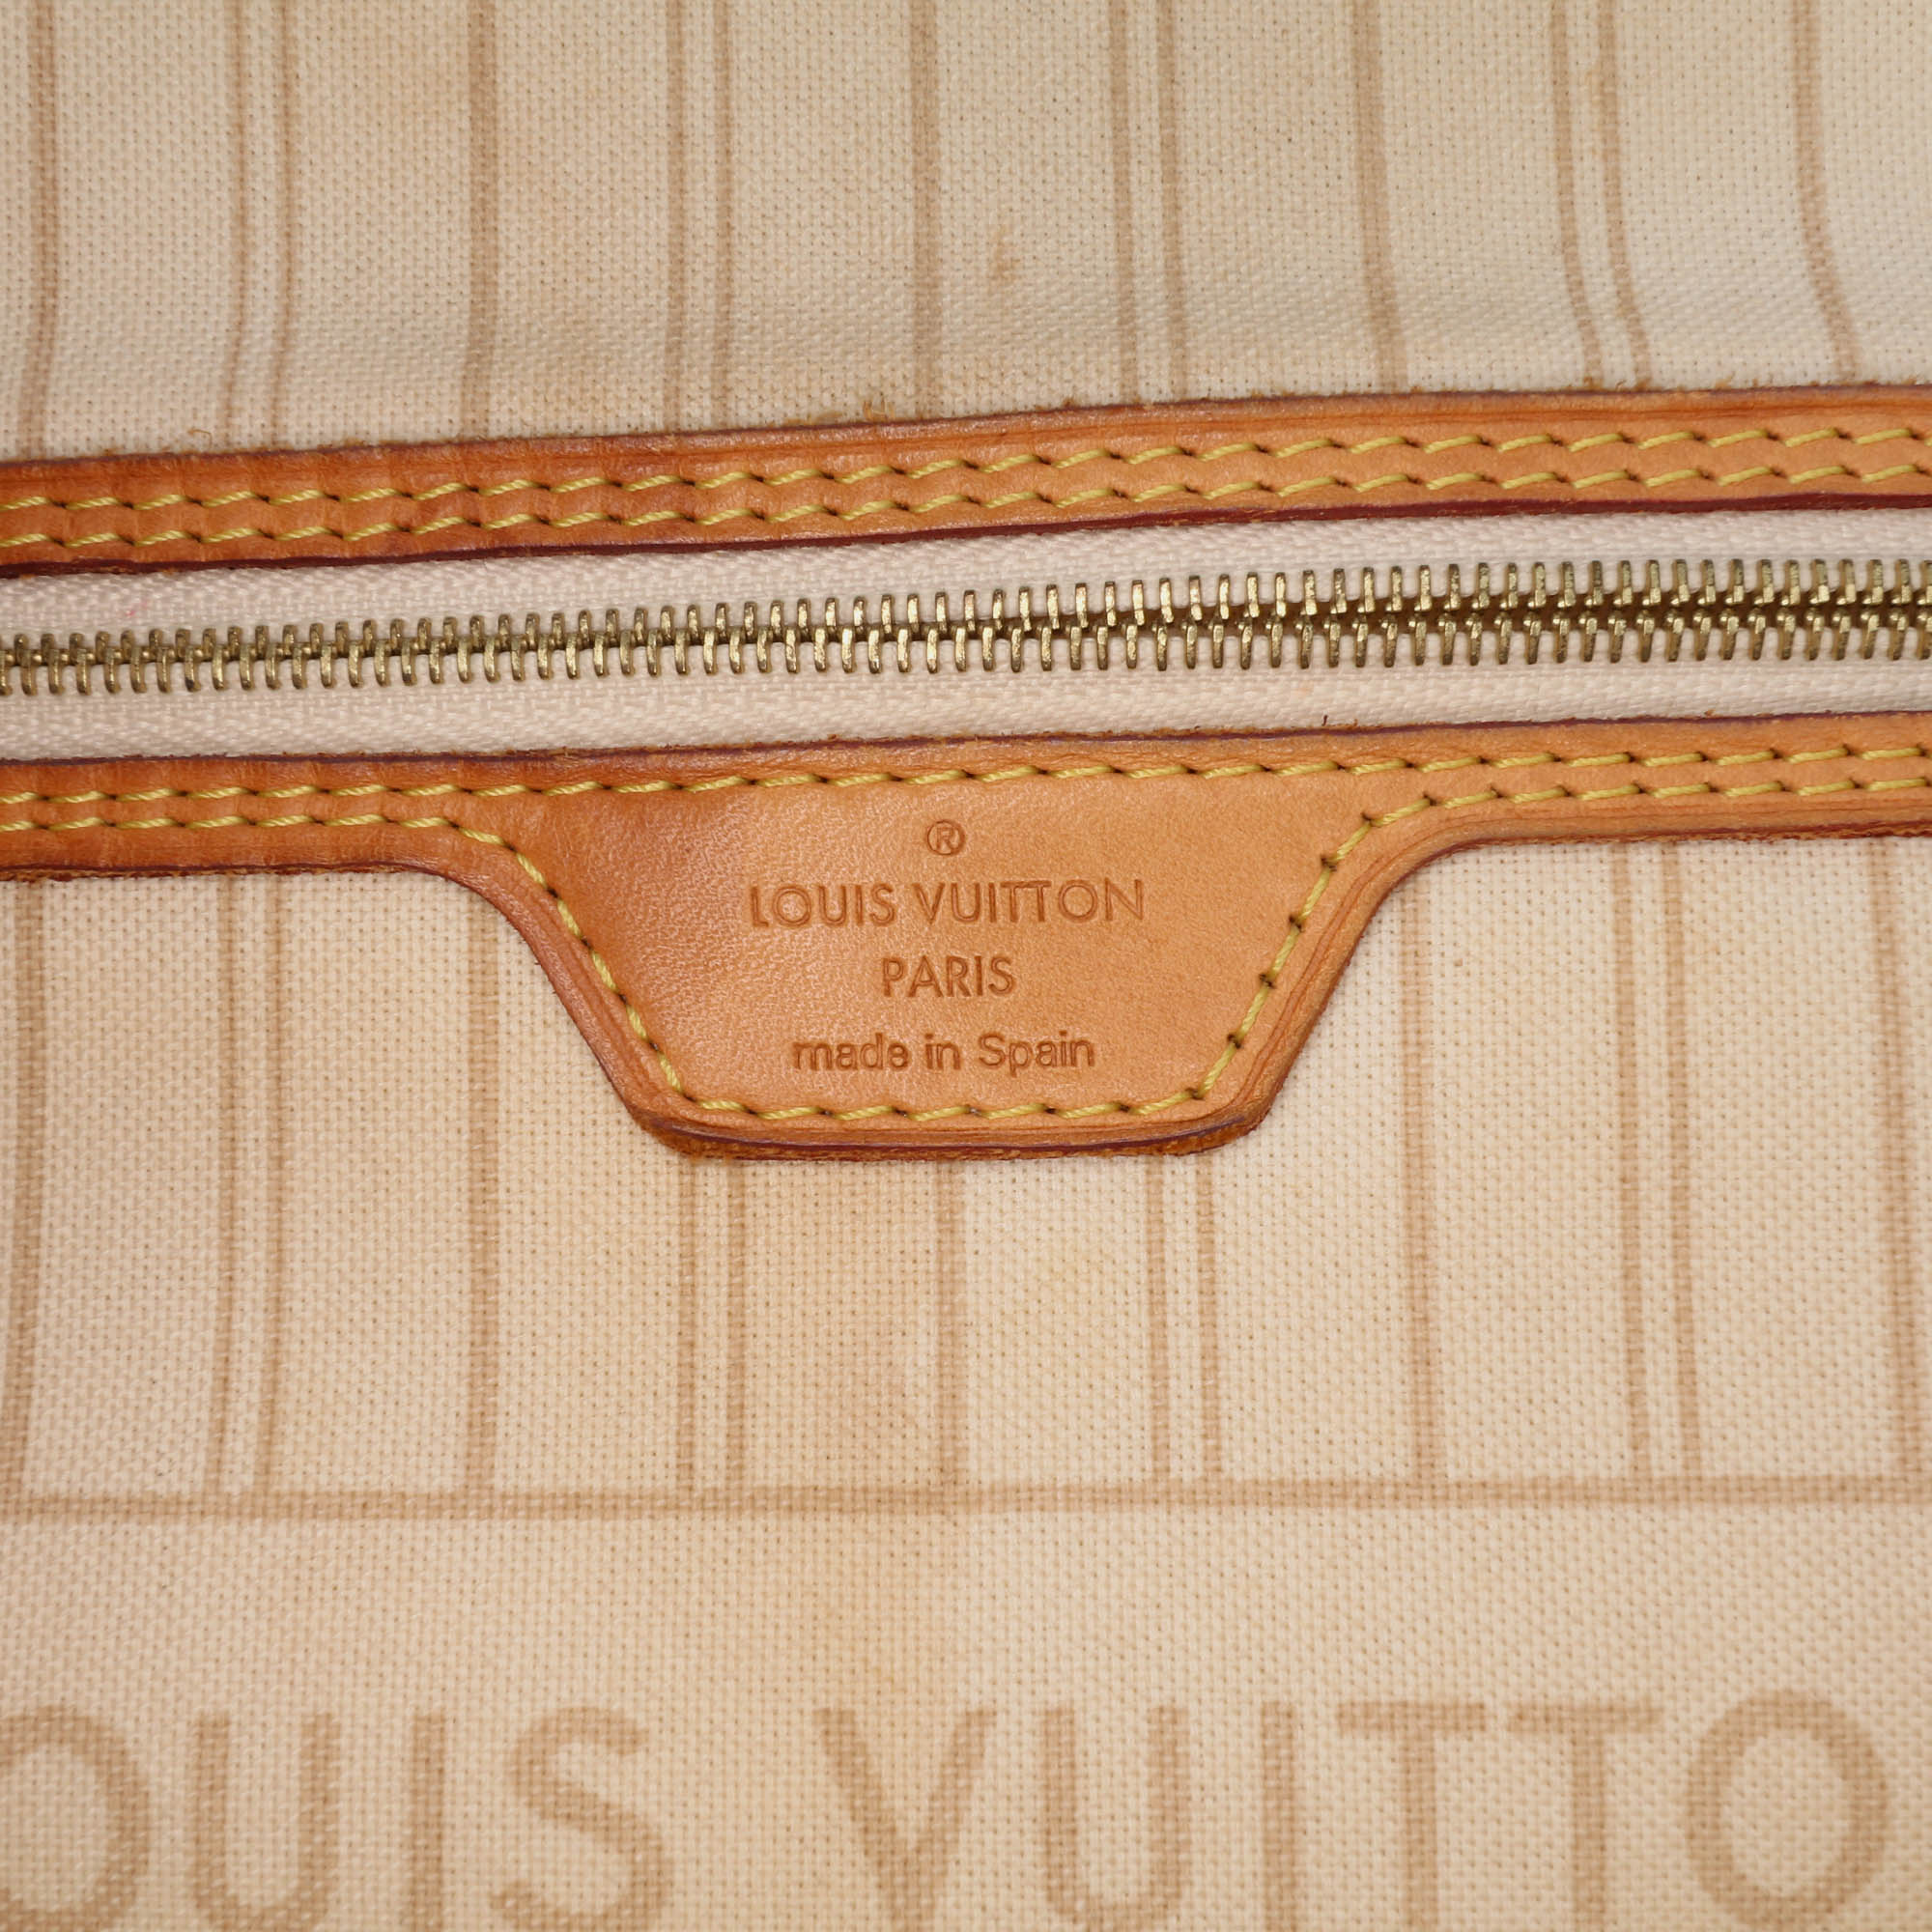 ®
LOUIS VUITTON
PARIS
made in Spain
OUIS VUITTO